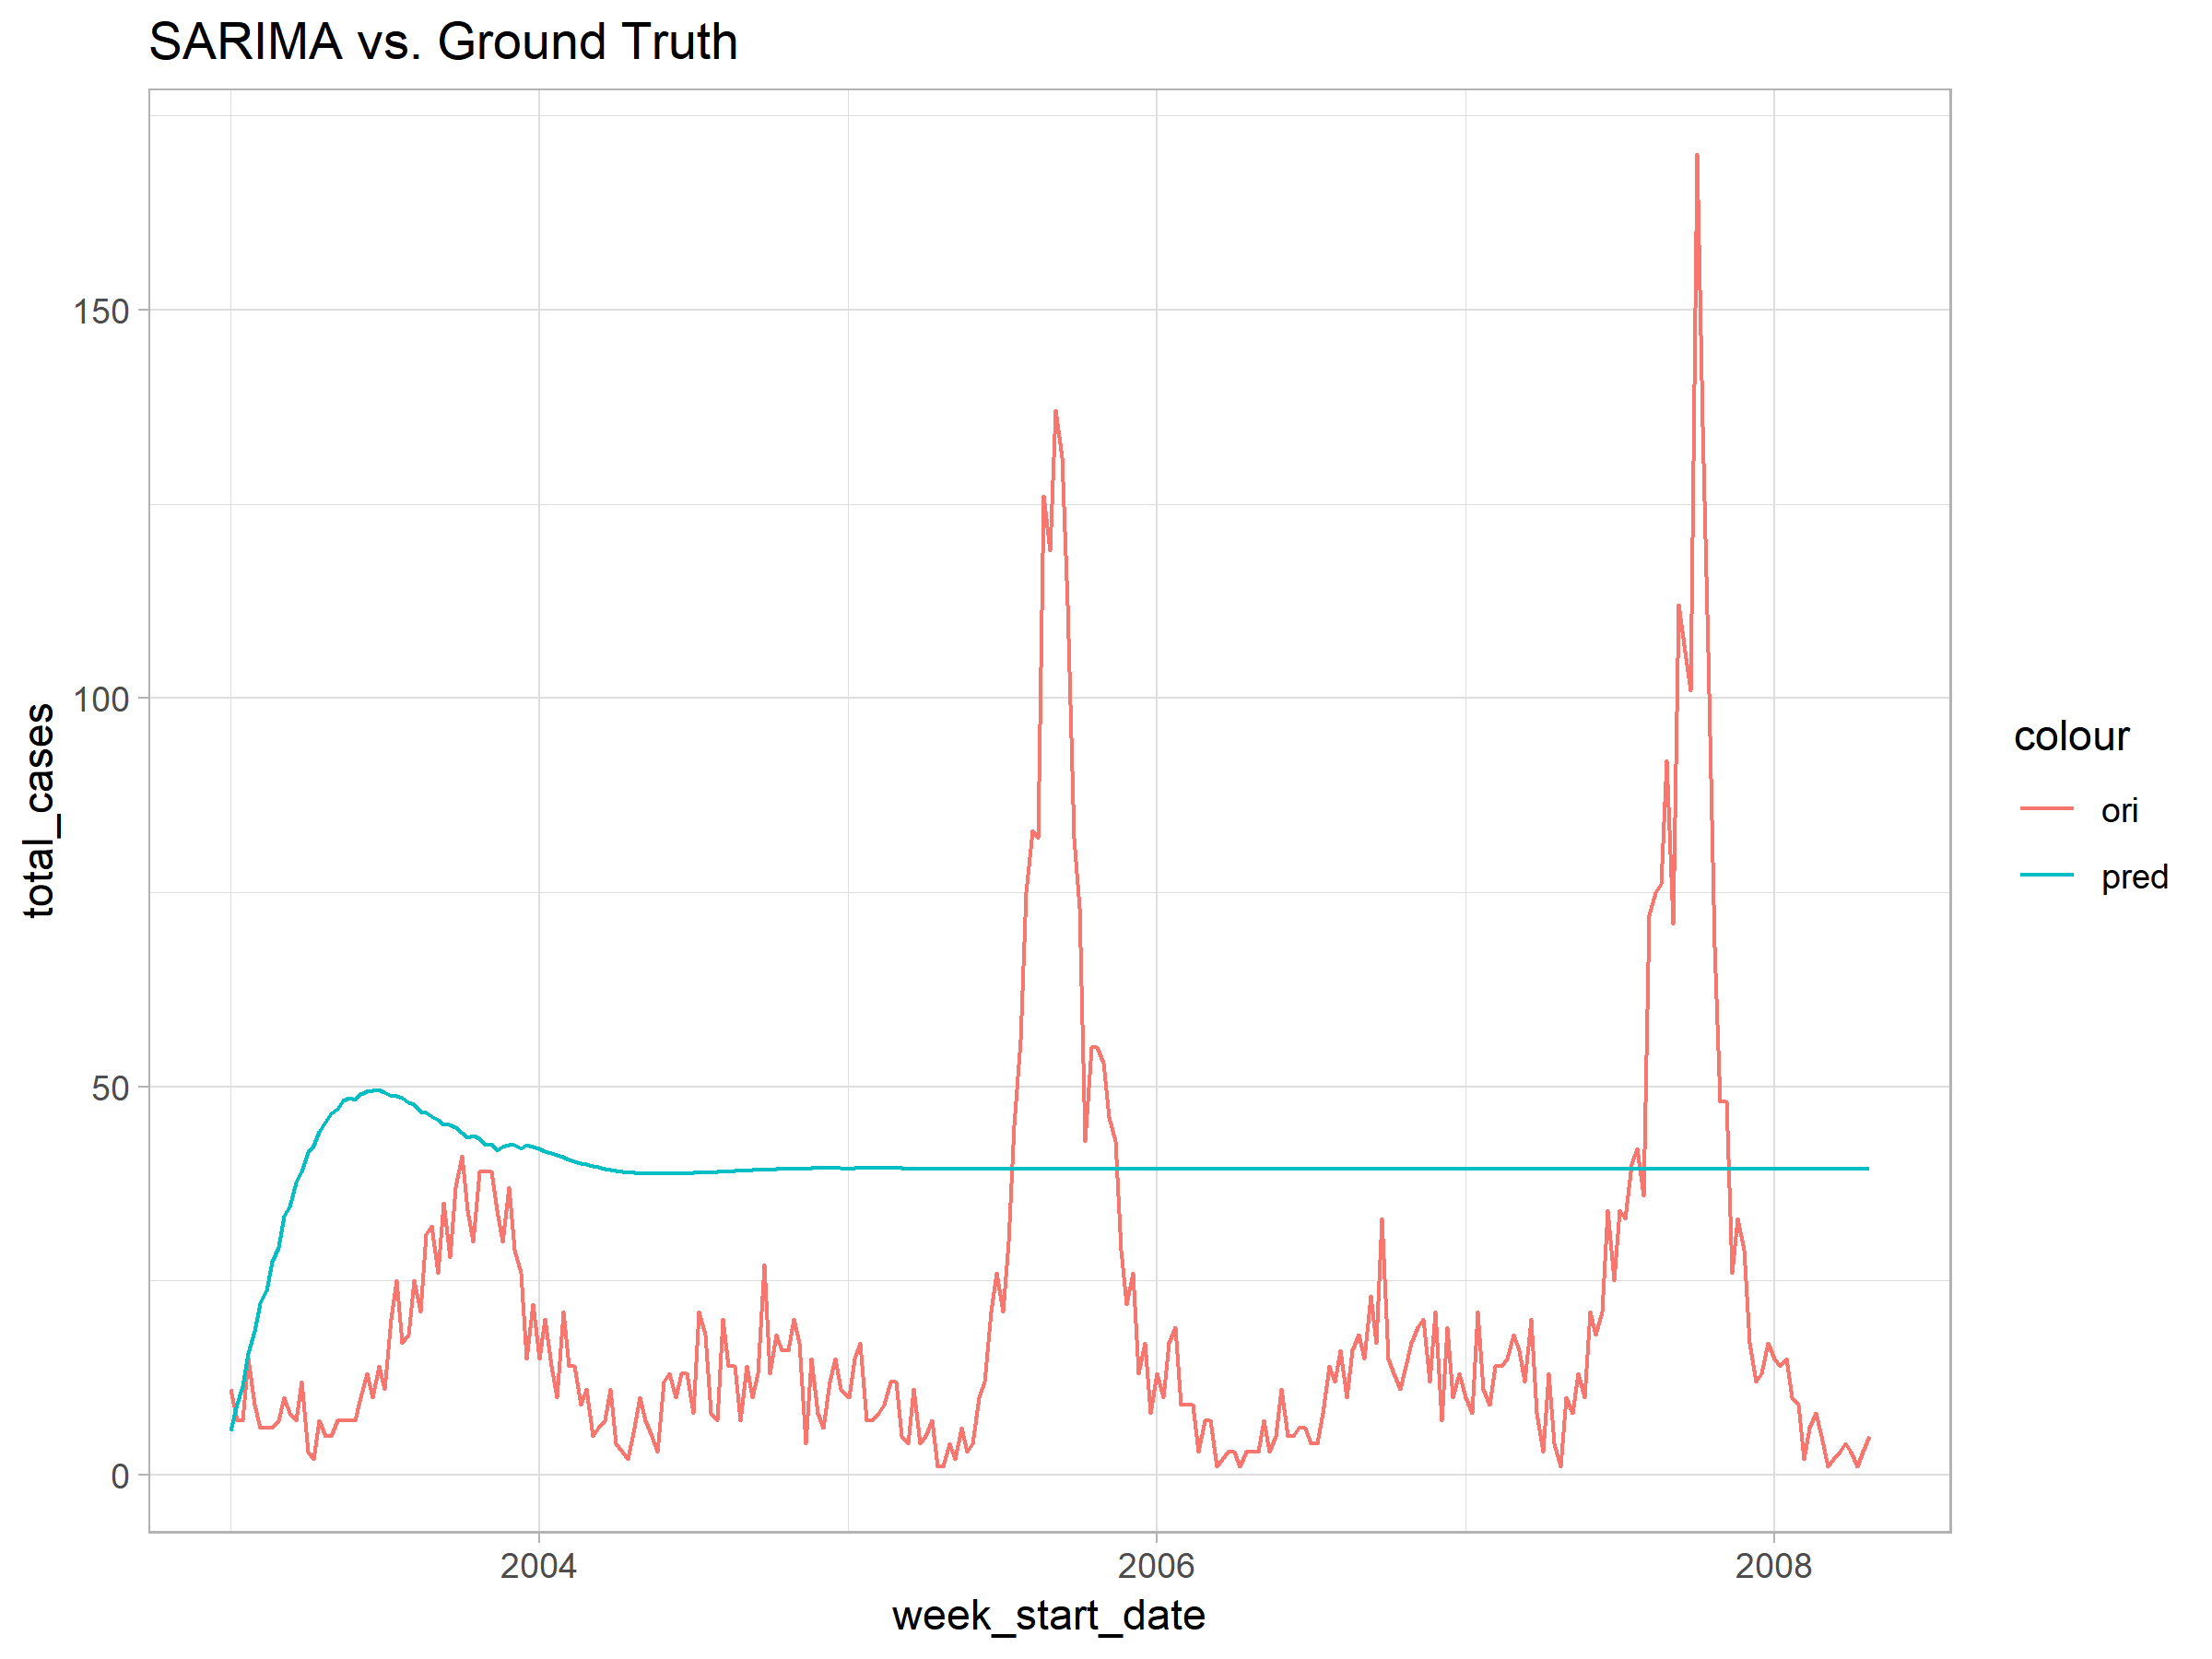 SARIMA vs. Ground Truth
150
100
50
0
total_cases
2004
2006
2008
week_start_date
colour
ori
pred